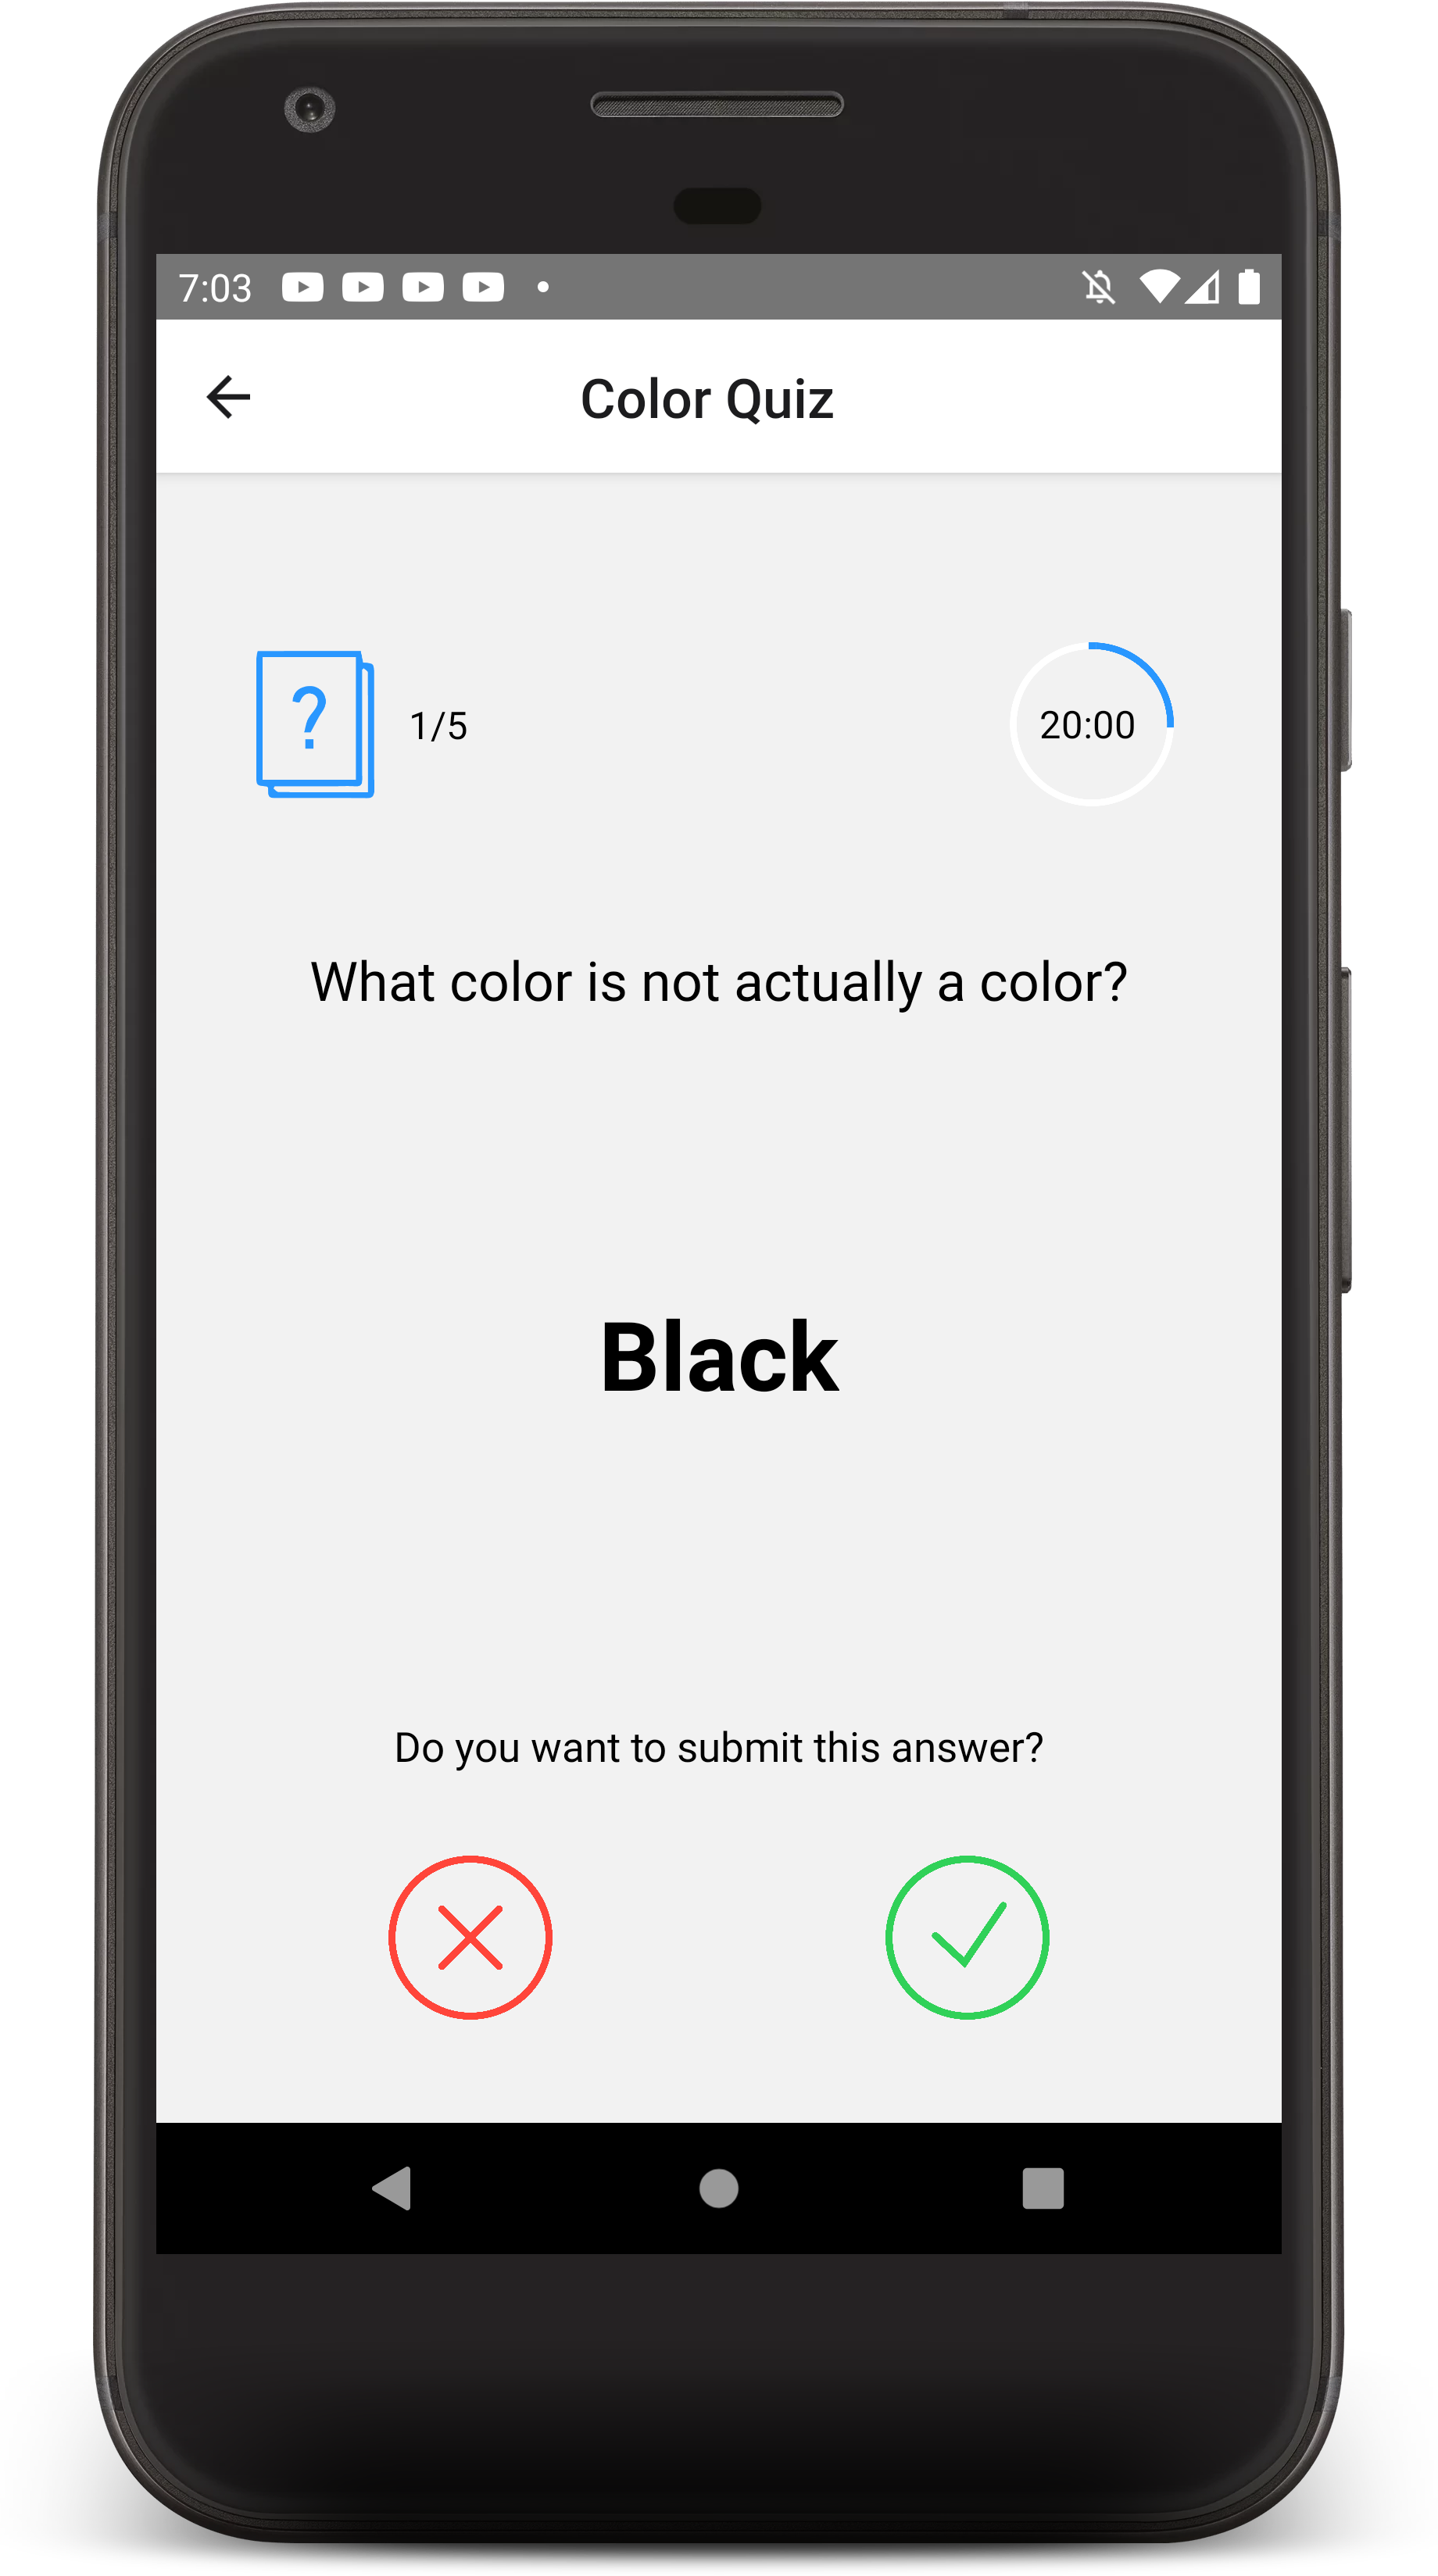 7:03
Color Quiz
?
1/5
20:00
What color is not actually a color?
Black
Do you want to submit this answer?